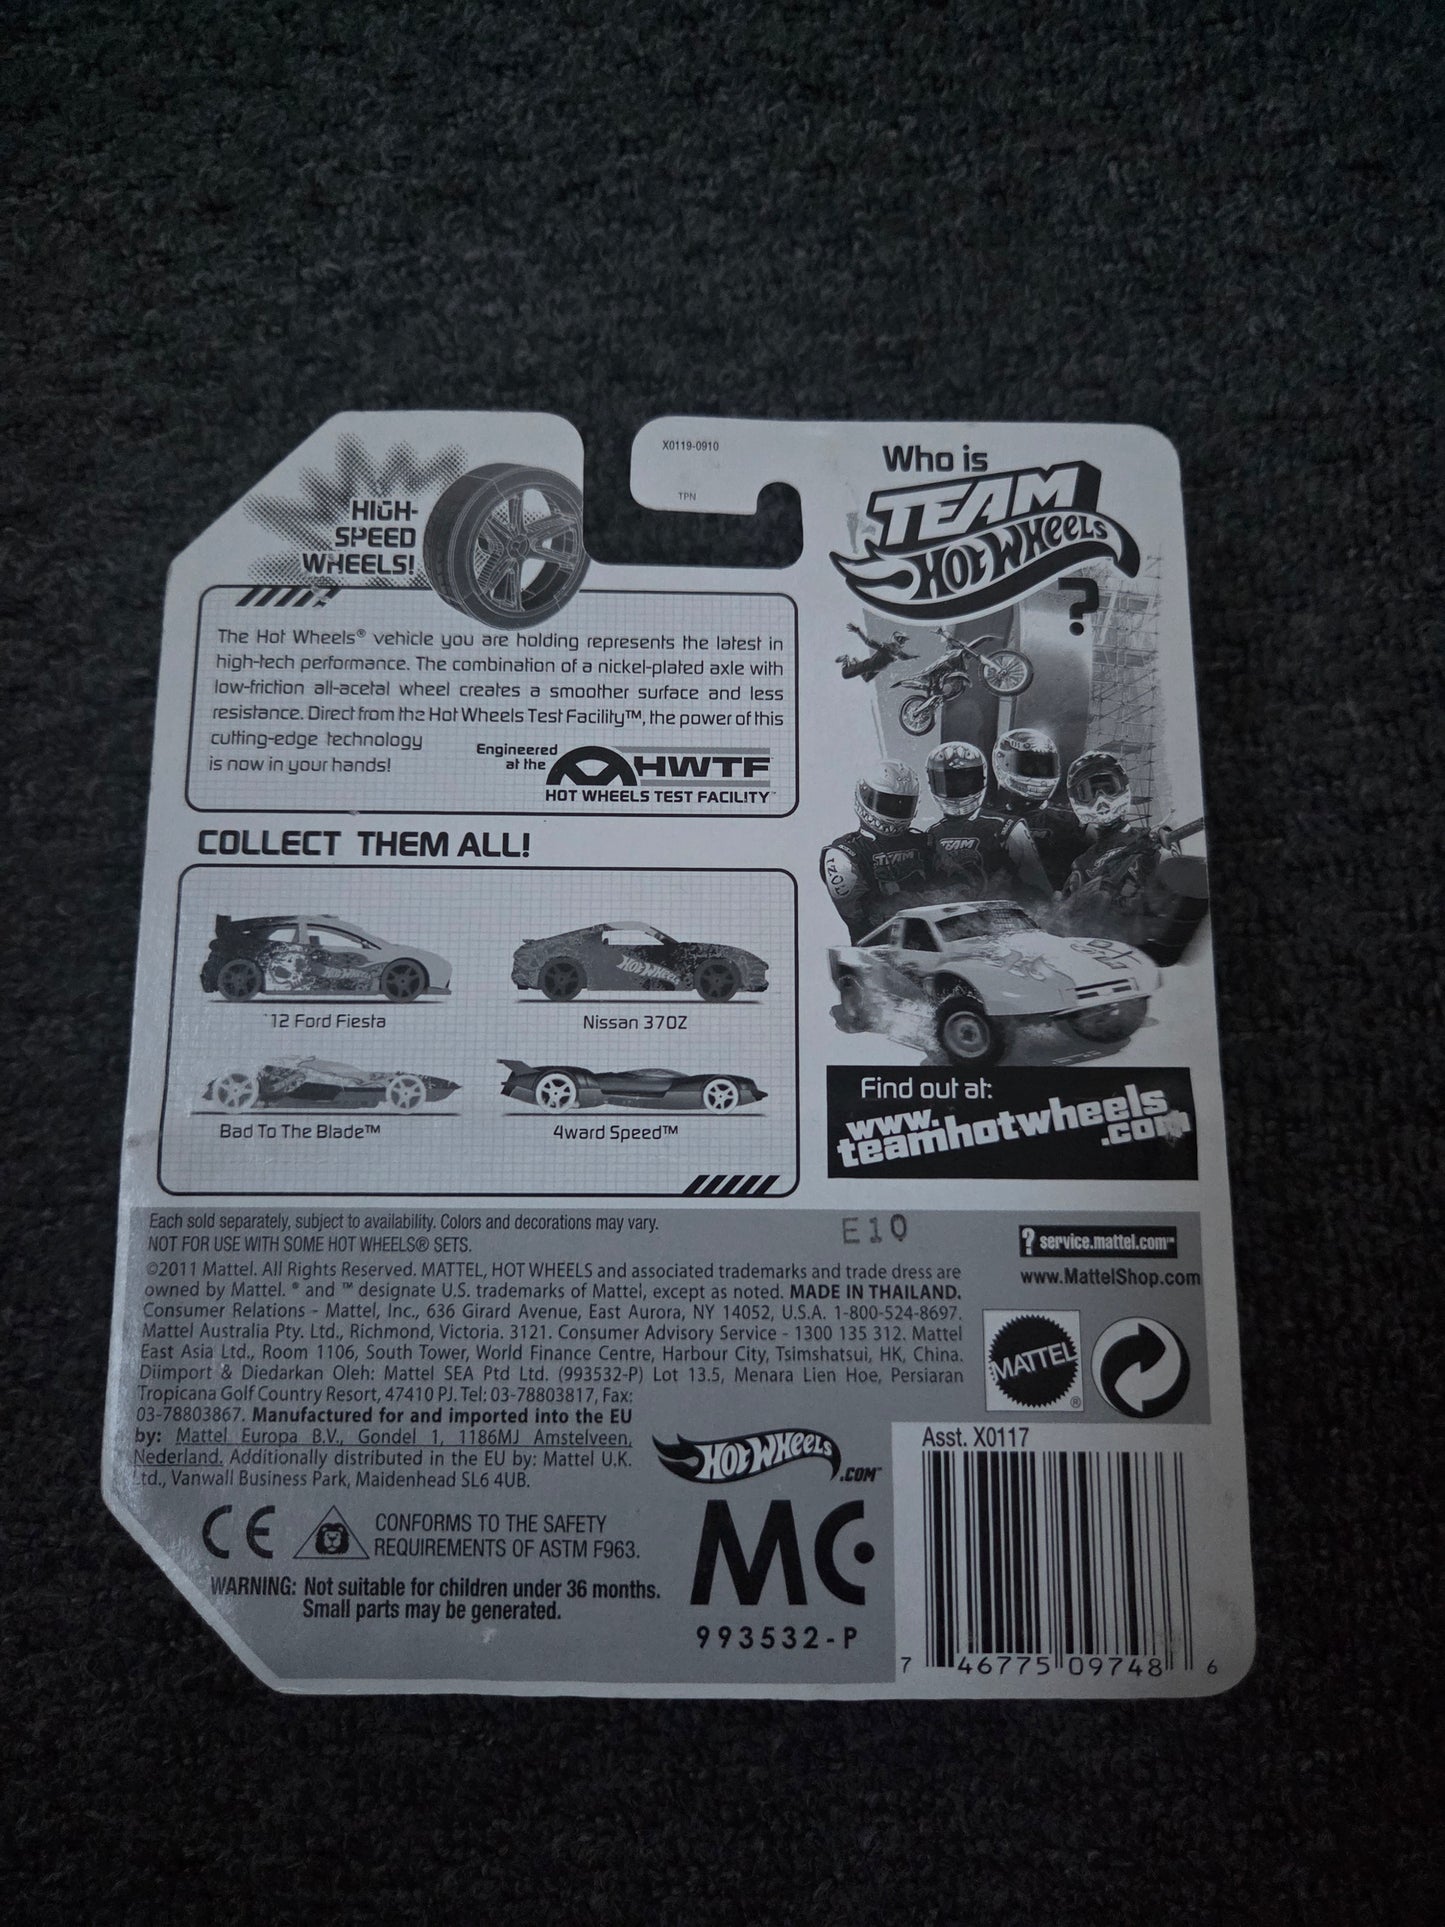 X0119-0910
TPN
HIGH-
SPEED
WHEELS!
The Hot Wheels® vehicle you are holding represents the latest in
high-tech performance. The combination of a nickel-plated axle with
low-friction all-acetal wheel creates a smoother surface and less
resistance. Direct from the Hot Wheels Test Facility™, the power of this
cutting-edge technology
is now in your hands!
Engineered
at the
HWTF
HOT WHEELS TEST FACILITY™
COLLECT THEM ALL!
'12 Ford Fiesta
Nissan 370Z
Bad To The Blade™
4ward Speed™
Who is
TEAM
HOT WHEELS
?
Find out at:
www.
teamhotwheels
.com
Each sold separately, subject to availability. Colors and decorations may vary.
NOT FOR USE WITH SOME HOT WHEELS® SETS.
E10
©2011 Mattel. All Rights Reserved. MATTEL, HOT WHEELS and associated trademarks and trade dress are
owned by Mattel. ® and ™ designate U.S. trademarks of Mattel, except as noted. MADE IN THAILAND.
Consumer Relations - Mattel, Inc., 636 Girard Avenue, East Aurora, NY 14052, U.S.A. 1-800-524-8697.
Mattel Australia Pty. Ltd., Richmond, Victoria. 3121. Consumer Advisory Service - 1300 135 312. Mattel
East Asia Ltd., Room 1106, South Tower, World Finance Centre, Harbour City, Tsimshatsui, HK, China.
Diimport & Diedarkan Oleh: Mattel SEA Ptd Ltd. (993532-P) Lot 13.5, Menara Lien Hoe, Persiaran
Tropicana Golf Country Resort, 47410 PJ. Tel: 03-78803817, Fax:
03-78803867. Manufactured for and imported into the EU
by: Mattel Europa B.V., Gondel 1, 1186MJ Amstelveen,
Nederland. Additionally distributed in the EU by: Mattel U.K.
Ltd., Vanwall Business Park, Maidenhead SL6 4UB.
? service.mattel.com™
www.MattelShop.com
MATTEL
®
HOT WHEELS
.COM™
CE
CONFORMS TO THE SAFETY
REQUIREMENTS OF ASTM F963.
WARNING: Not suitable for children under 36 months.
Small parts may be generated.
MC
993532-P
Asst. X0117
7 46775 09748 6